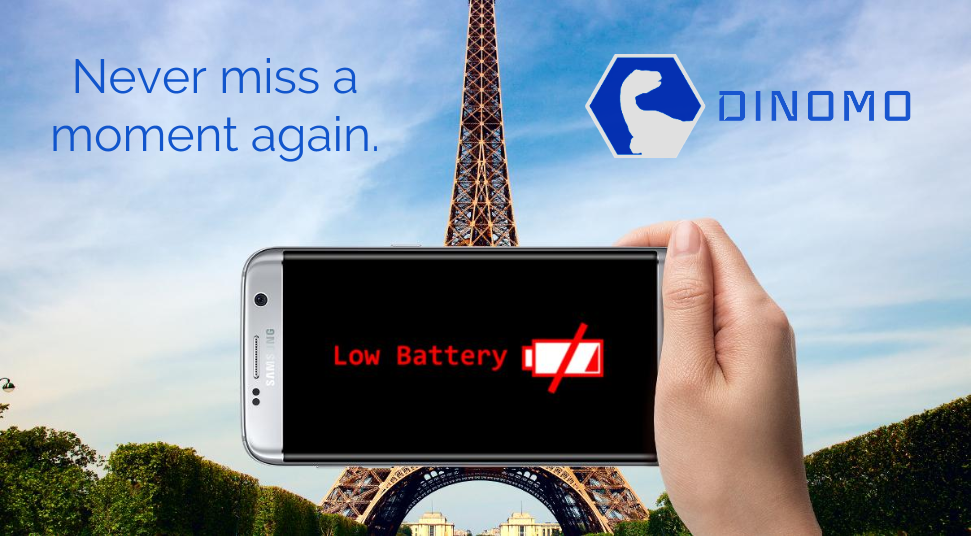 Never miss a
moment again.
DINOMO
Low Battery
SAMSUNG